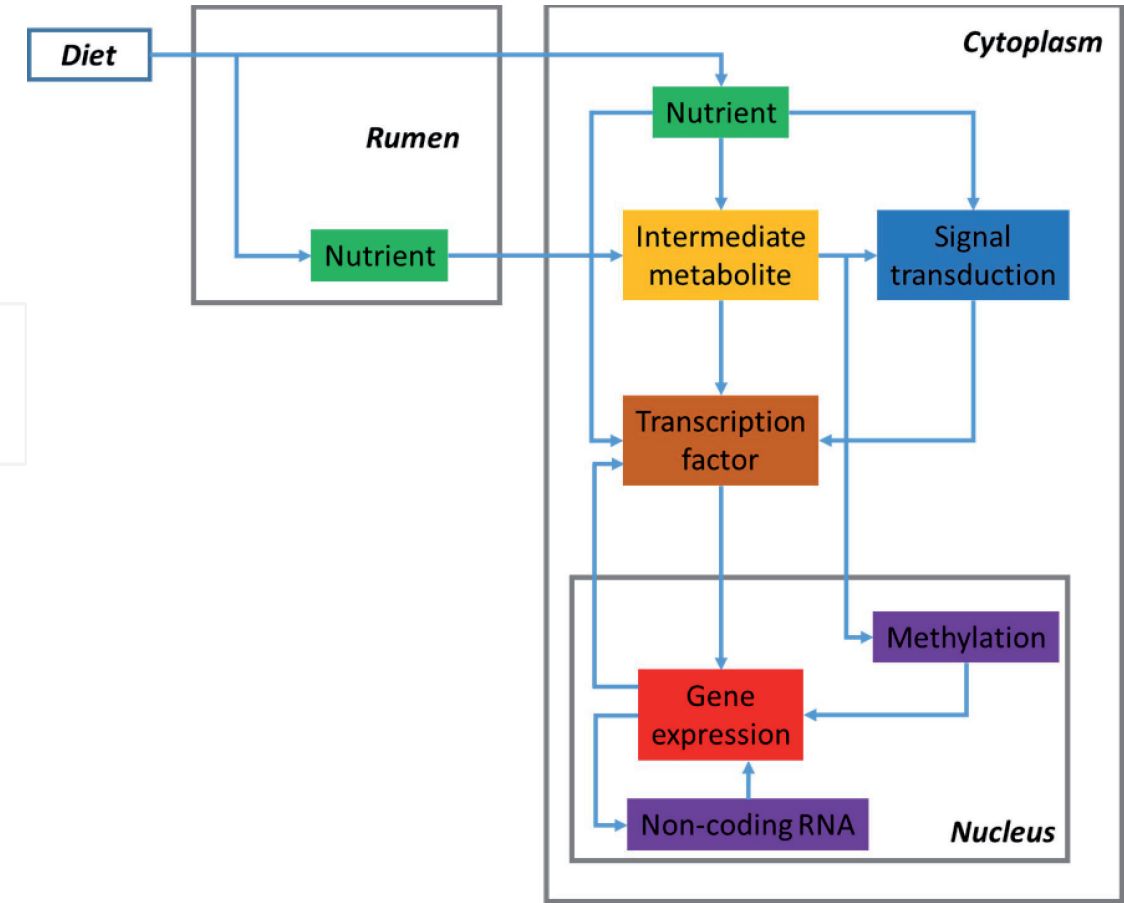 Diet
Cytoplasm
Nutrient
Rumen
Nutrient
Intermediate
metabolite
Signal
transduction
Transcription
factor
Methylation
Gene
expression
Non-coding RNA
Nucleus